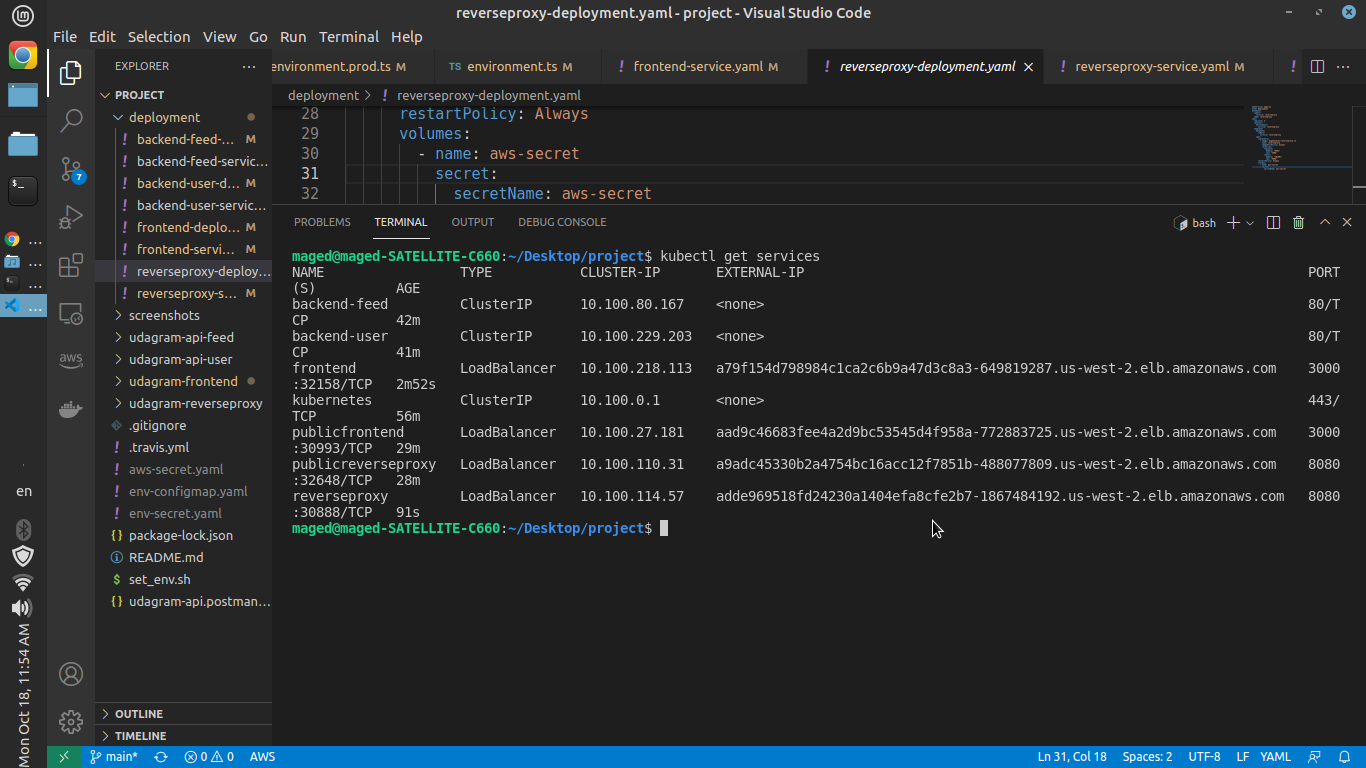 reverseproxy-deployment.yaml - project - Visual Studio Code
File Edit Selection View Go Run Terminal Help
EXPLORER ···
environment.prod.ts M
TS environment.ts M
! frontend-service.yaml M
! reverseproxy-deployment.yaml
! reverseproxy-service.yaml M
!
···
deployment > ! reverseproxy-deployment.yaml
PROJECT
deployment
! backend-feed-... M
! backend-feed-servic...
! backend-user-d... M
! backend-user-servic...
! frontend-deplo... M
! frontend-servi... M
! reverseproxy-deploy...
! reverseproxy-s... M
screenshots
udagram-api-feed
udagram-api-user
udagram-frontend
udagram-reverseproxy
.gitignore
! .travis.yml
! aws-secret.yaml
! env-configmap.yaml
! env-secret.yaml
{} package-lock.json
README.md
$ set_env.sh
{} udagram-api.postman...
OUTLINE
TIMELINE
7
aws
28 restartPolicy: Always
29 volumes:
30 - name: aws-secret
31 secret:
32 secretName: aws-secret
PROBLEMS TERMINAL OUTPUT DEBUG CONSOLE
bash
maged@maged-SATELLITE-C660:~/Desktop/project$ kubectl get services
NAME TYPE CLUSTER-IP EXTERNAL-IP PORT
(S) AGE
backend-feed ClusterIP 10.100.80.167 <none> 80/T
CP 42m
backend-user ClusterIP 10.100.229.203 <none> 80/T
CP 41m
frontend LoadBalancer 10.100.218.113 a79f154d798984c1ca2c6b9a47d3c8a3-649819287.us-west-2.elb.amazonaws.com 3000
:32158/TCP 2m52s
kubernetes ClusterIP 10.100.0.1 <none> 443/
TCP 56m
publicfrontend LoadBalancer 10.100.27.181 aad9c46683fee4a2d9bc53545d4f958a-772883725.us-west-2.elb.amazonaws.com 3000
:30993/TCP 29m
publicreverseproxy LoadBalancer 10.100.110.31 a9adc45330b2a4754bc16acc12f7851b-488077809.us-west-2.elb.amazonaws.com 8080
:32648/TCP 28m
reverseproxy LoadBalancer 10.100.114.57 adde969518fd24230a1404efa8cfe2b7-1867484192.us-west-2.elb.amazonaws.com 8080
:30888/TCP 91s
maged@maged-SATELLITE-C660:~/Desktop/project$
...
...
...
...
en
Mon Oct 18, 11:54 AM
main* 0 0 AWS
Ln 31, Col 18 Spaces: 2 UTF-8 LF YAML